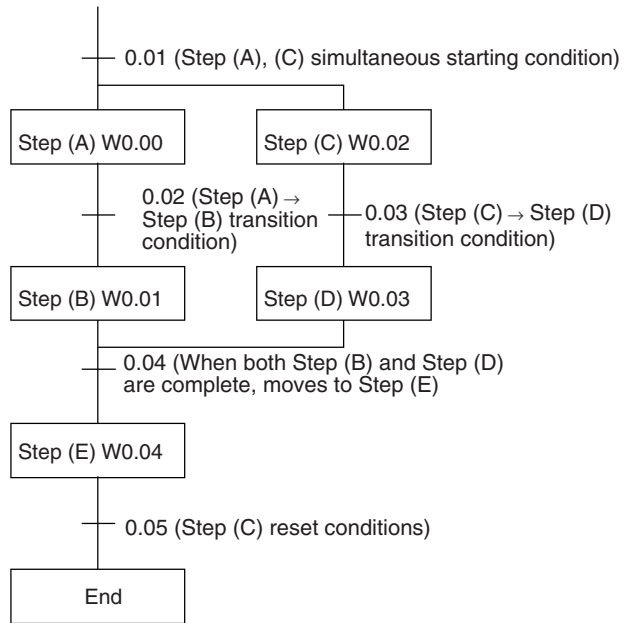 0.01 (Step (A), (C) simultaneous starting condition)
Step (A) W0.00
Step (C) W0.02
0.02 (Step (A) →
Step (B) transition
condition)
0.03 (Step (C) → Step (D)
transition condition)
Step (B) W0.01
Step (D) W0.03
0.04 (When both Step (B) and Step (D)
are complete, moves to Step (E)
Step (E) W0.04
0.05 (Step (C) reset conditions)
End